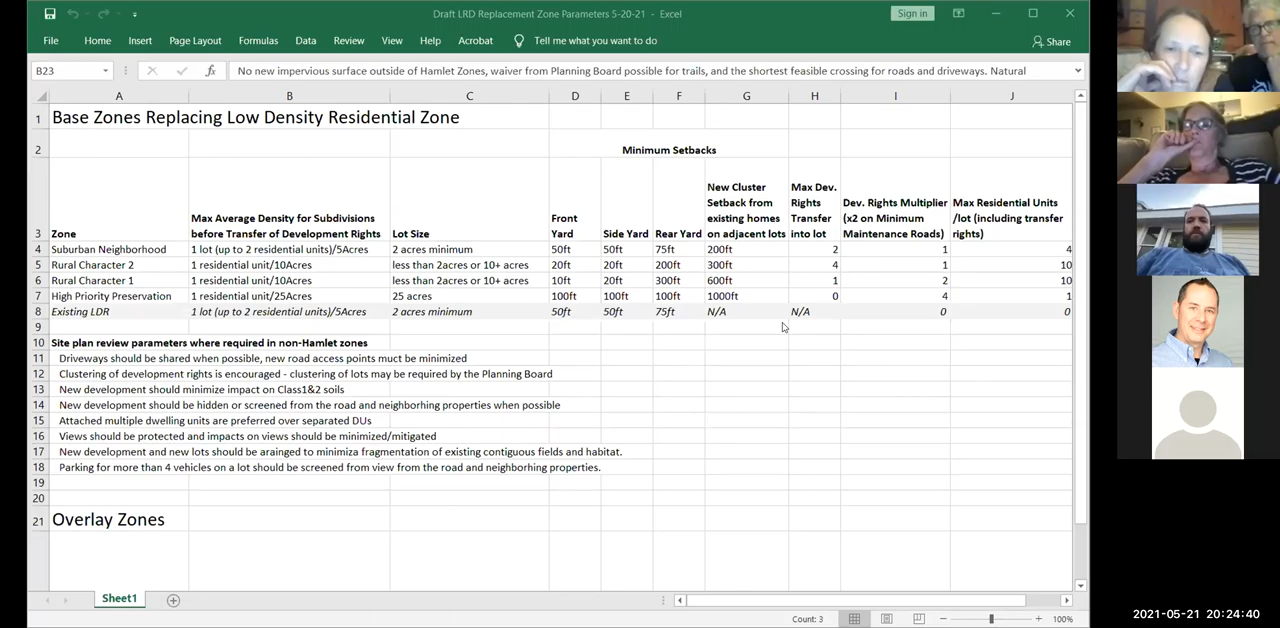 Draft LRD Replacement Zone Parameters 5-20-21 - Excel
Sign in
File Home Insert Page Layout Formulas Data Review View Help Acrobat Tell me what you want to do Share
B23 fx No new impervious surface outside of Hamlet Zones, waiver from Planning Board possible for trails, and the shortest feasible crossing for roads and driveways. Natural
A B C D E F G H I J
1 Base Zones Replacing Low Density Residential Zone
2 Minimum Setbacks
3 Zone Max Average Density for Subdivisions before Transfer of Development Rights Lot Size Front Yard Side Yard Rear Yard New Cluster Setback from existing homes on adjacent lots Max Dev. Rights Transfer into lot Dev. Rights Multiplier (x2 on Minimum Maintenance Roads) Max Residential Units /lot (including transfer rights)
4 Suburban Neighborhood 1 lot (up to 2 residential units)/5Acres 2 acres minimum 50ft 50ft 75ft 200ft 2 1 4
5 Rural Character 2 1 residential unit/10Acres less than 2acres or 10+ acres 20ft 20ft 200ft 300ft 4 1 10
6 Rural Character 1 1 residential unit/10Acres less than 2acres or 10+ acres 10ft 20ft 300ft 600ft 1 2 10
7 High Priority Preservation 1 residential unit/25Acres 25 acres 100ft 100ft 100ft 1000ft 0 4 1
8 Existing LDR 1 lot (up to 2 residential units)/5Acres 2 acres minimum 50ft 50ft 75ft N/A N/A 0 0
9
10 Site plan review parameters where required in non-Hamlet zones
11 Driveways should be shared when possible, new road access points muct be minimized
12 Clustering of development rights is encouraged - clustering of lots may be required by the Planning Board
13 New development should minimize impact on Class1&2 soils
14 New development should be hidden or screened from the road and neighborhing properties when possible
15 Attached multiple dwelling units are preferred over separated DUs
16 Views should be protected and impacts on views should be minimized/mitigated
17 New development and new lots should be arainged to minimiza fragmentation of existing contiguous fields and habitat.
18 Parking for more than 4 vehicles on a lot should be screened from view from the road and neighborhing properties.
19
20
21 Overlay Zones
Sheet1
Count: 3 100%
2021-05-21 20:24:40